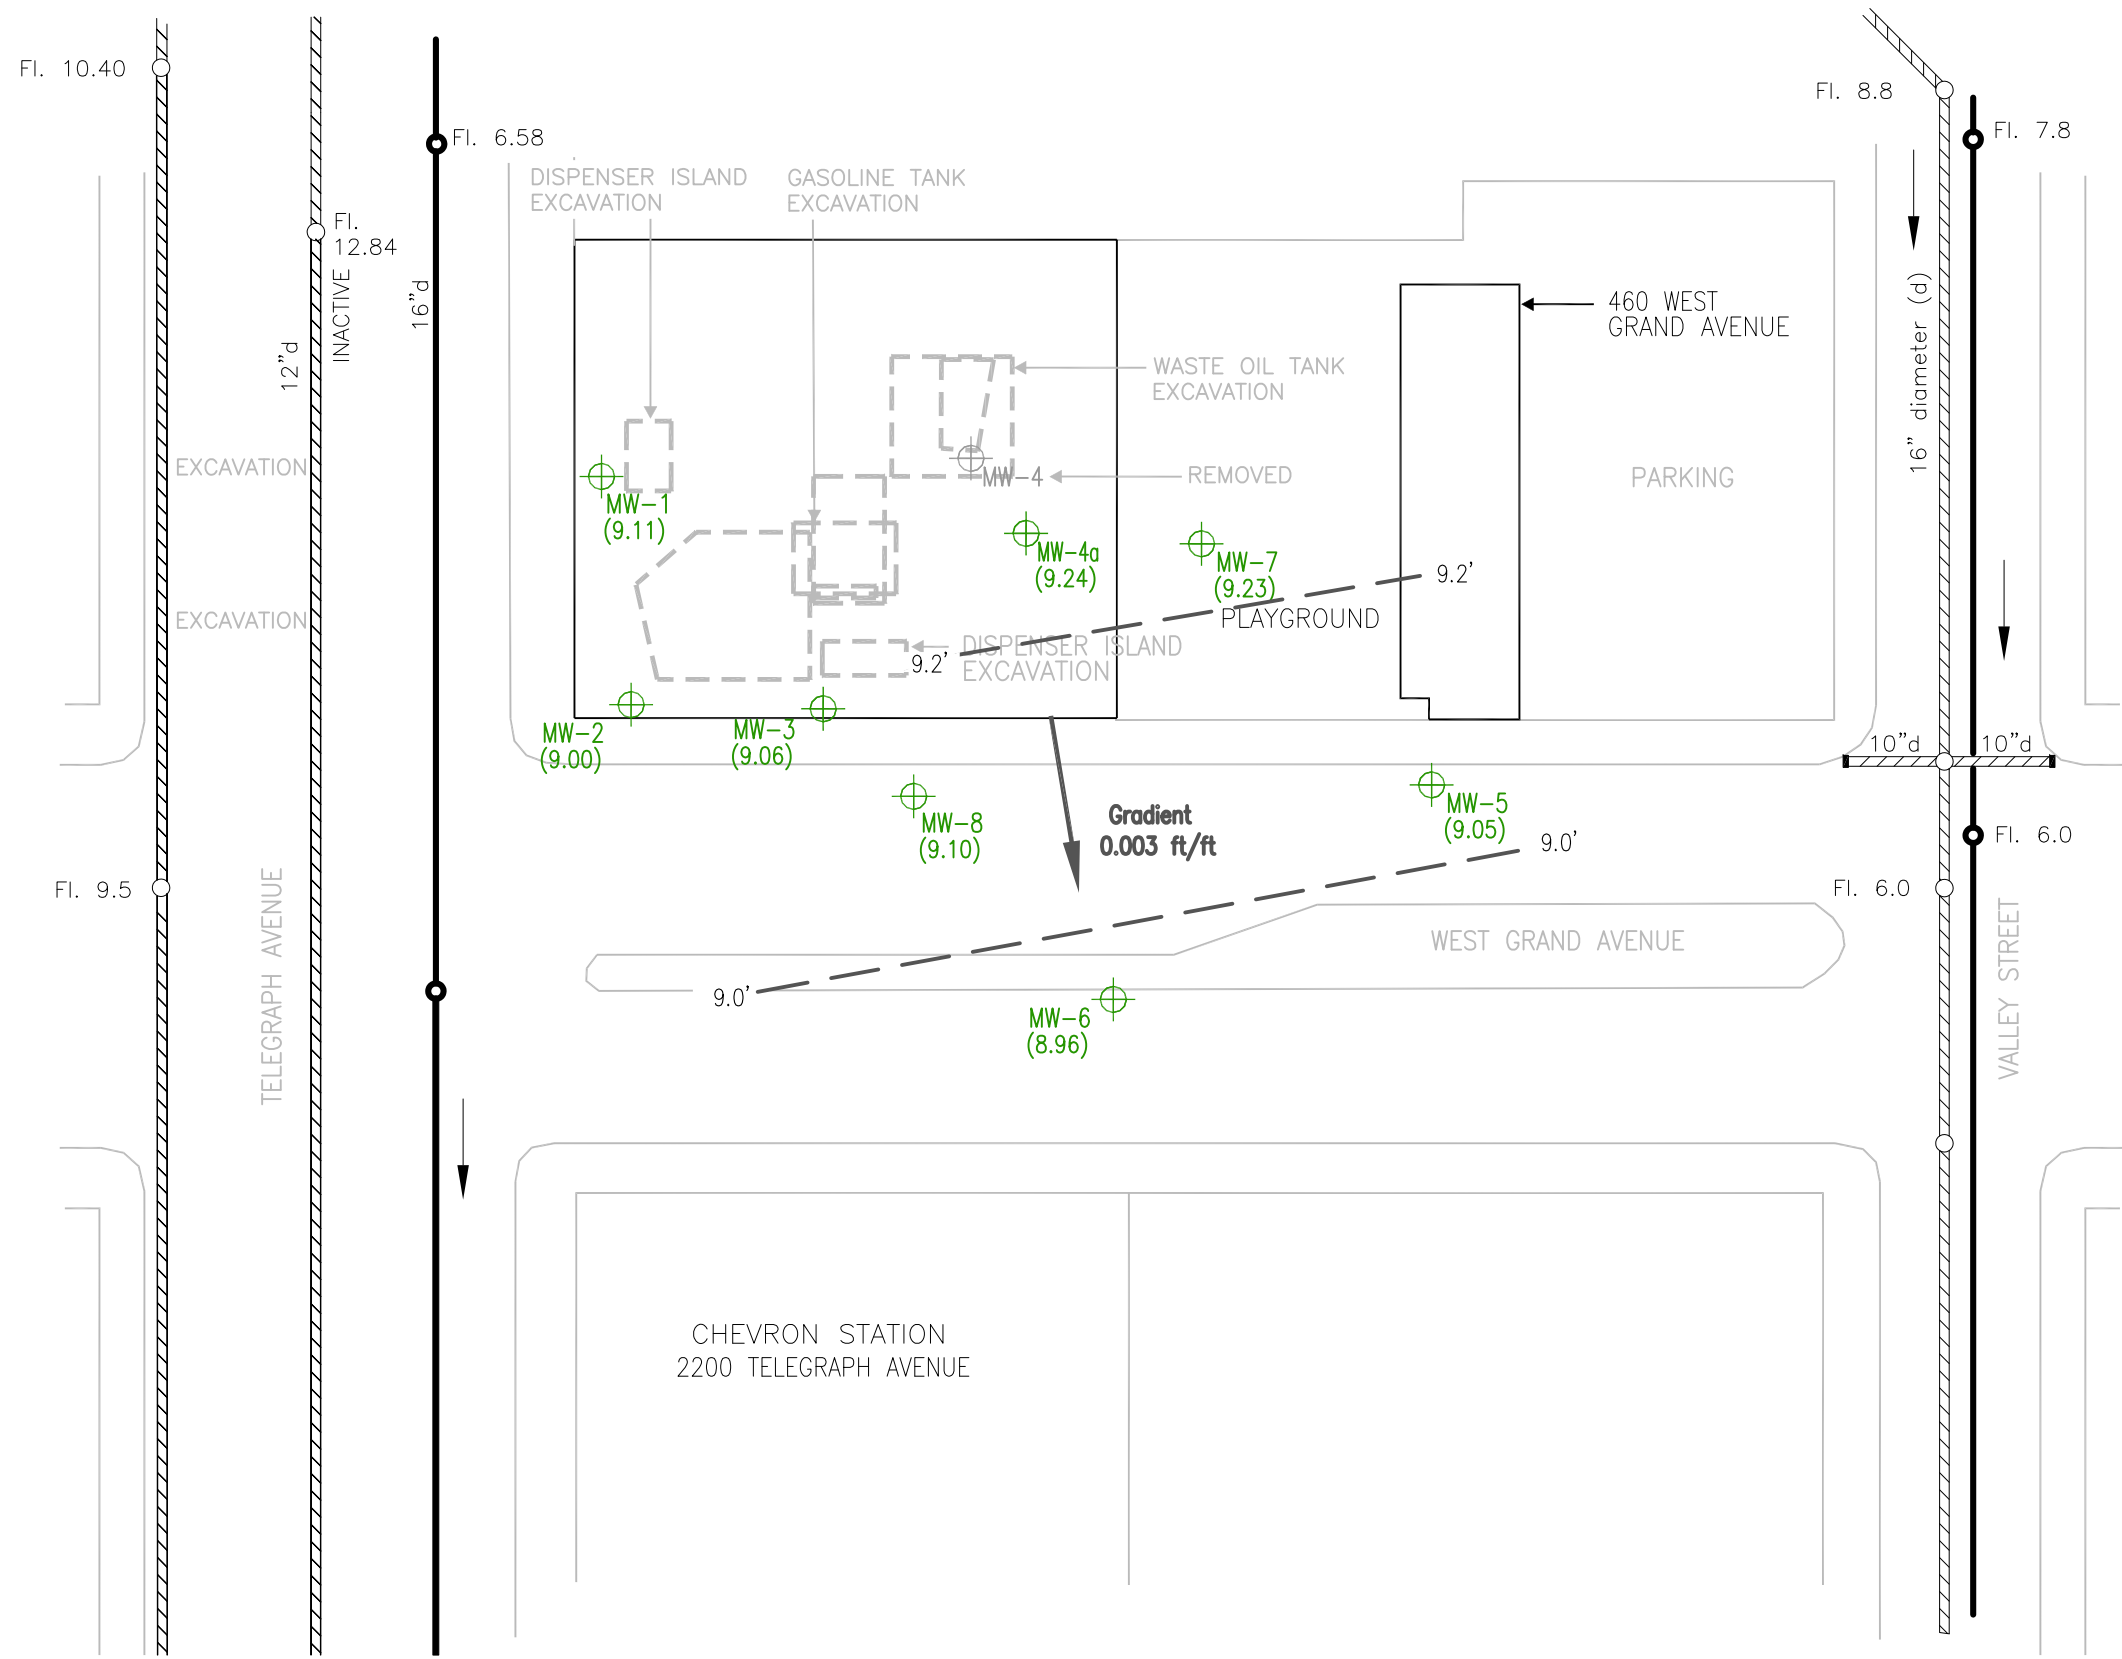 Fl. 10.40
Fl. 8.8
Fl. 6.58
Fl. 7.8
DISPENSER ISLAND
EXCAVATION
GASOLINE TANK
EXCAVATION
Fl.
12.84
INACTIVE
16"d
12"d
460 WEST
GRAND AVENUE
16" diameter (d)
WASTE OIL TANK
EXCAVATION
EXCAVATION
MW-4
REMOVED
PARKING
MW-1
(9.11)
MW-4a
(9.24)
MW-7
(9.23)
9.2'
EXCAVATION
PLAYGROUND
9.2'
DISPENSER ISLAND
EXCAVATION
MW-2
(9.00)
MW-3
(9.06)
10"d
10"d
MW-8
(9.10)
Gradient
0.003 ft/ft
MW-5
(9.05)
9.0'
Fl. 6.0
Fl. 9.5
Fl. 6.0
TELEGRAPH AVENUE
WEST GRAND AVENUE
VALLEY STREET
9.0'
MW-6
(8.96)
CHEVRON STATION
2200 TELEGRAPH AVENUE